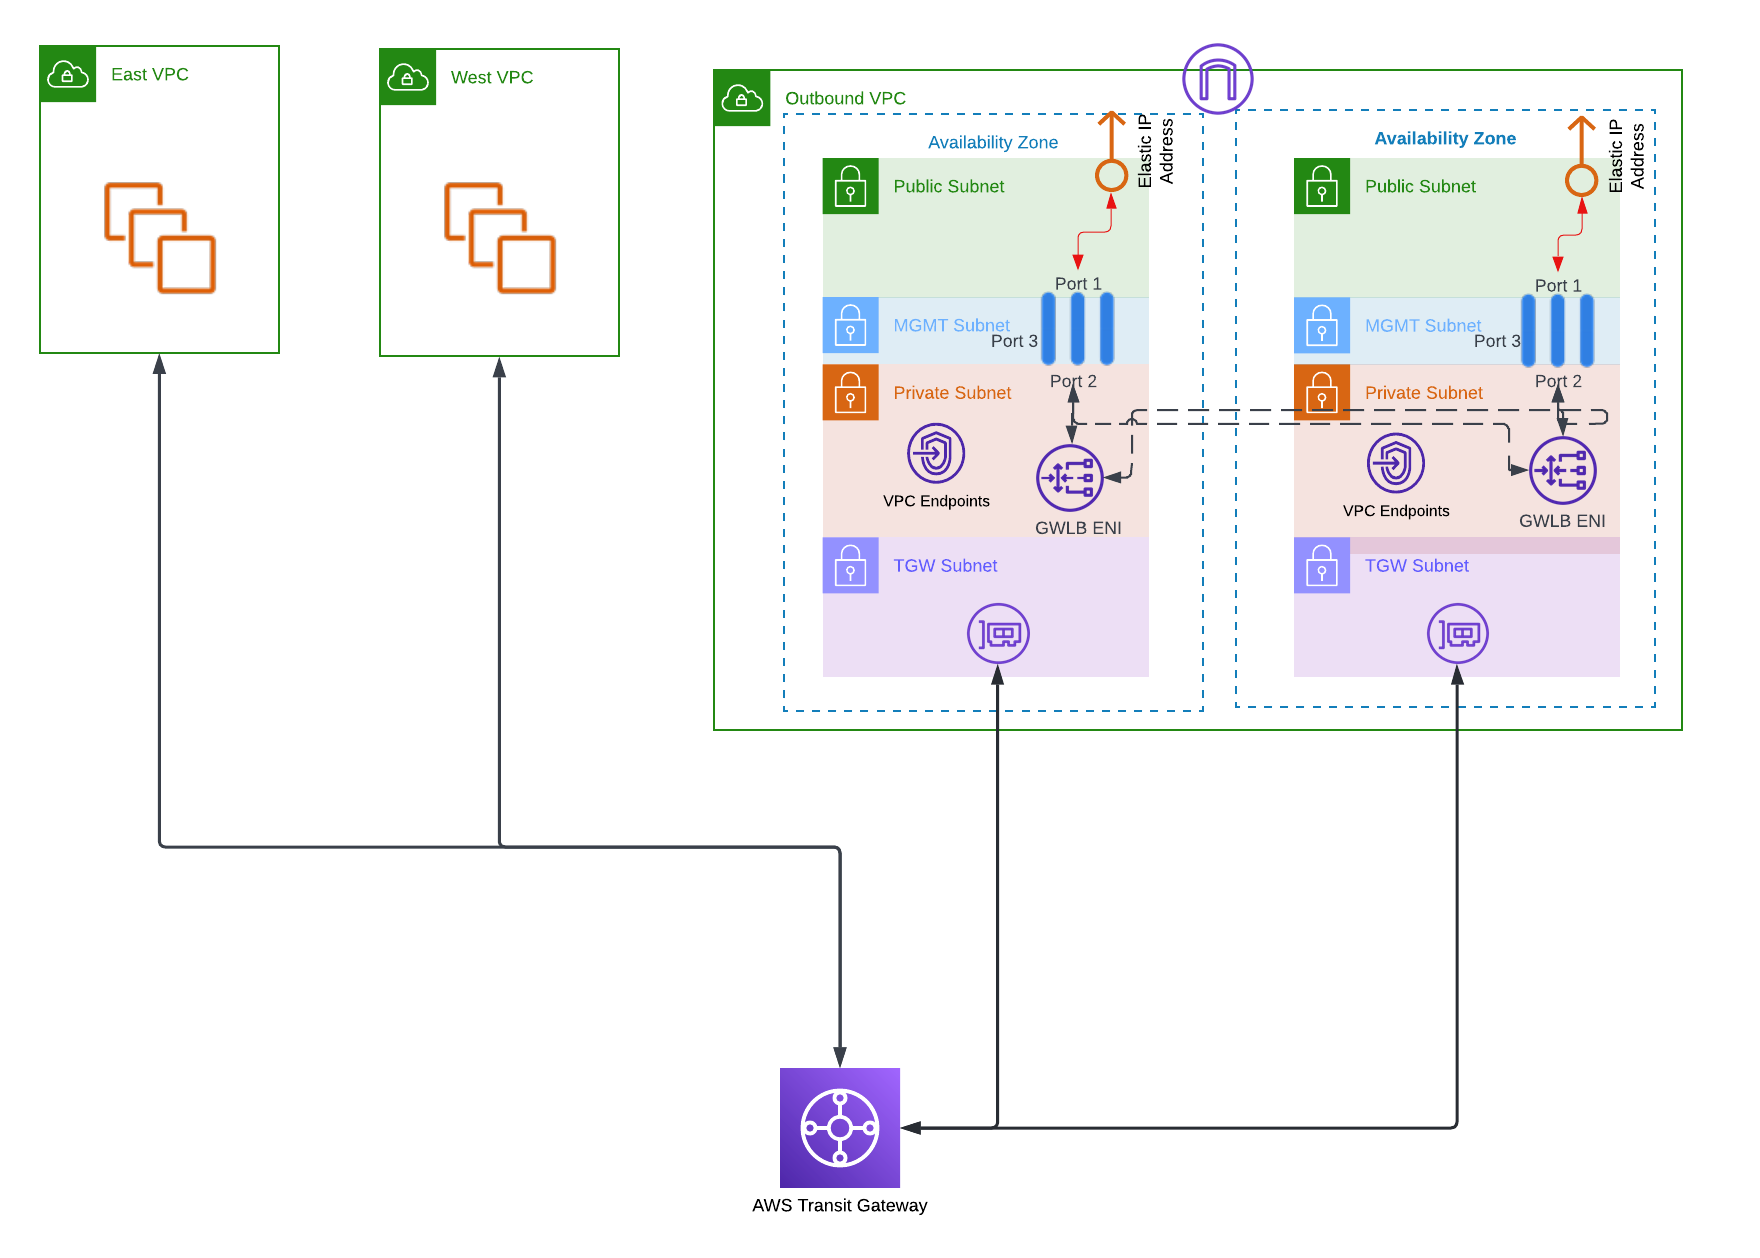 East VPC
West VPC
Outbound VPC
Availability Zone
Elastic IP
Address
Public Subnet
Port 1
MGMT Subnet
Port 3
Port 2
Private Subnet
VPC Endpoints
GWLB ENI
TGW Subnet
Availability Zone
Elastic IP
Address
Public Subnet
Port 1
MGMT Subnet
Port 3
Port 2
Private Subnet
VPC Endpoints
GWLB ENI
TGW Subnet
AWS Transit Gateway